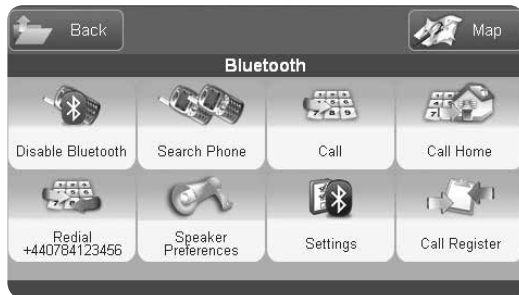 Back
Map
Bluetooth
Disable Bluetooth
Search Phone
Call
Call Home
Redial
+440784123456
Speaker
Preferences
Settings
Call Register